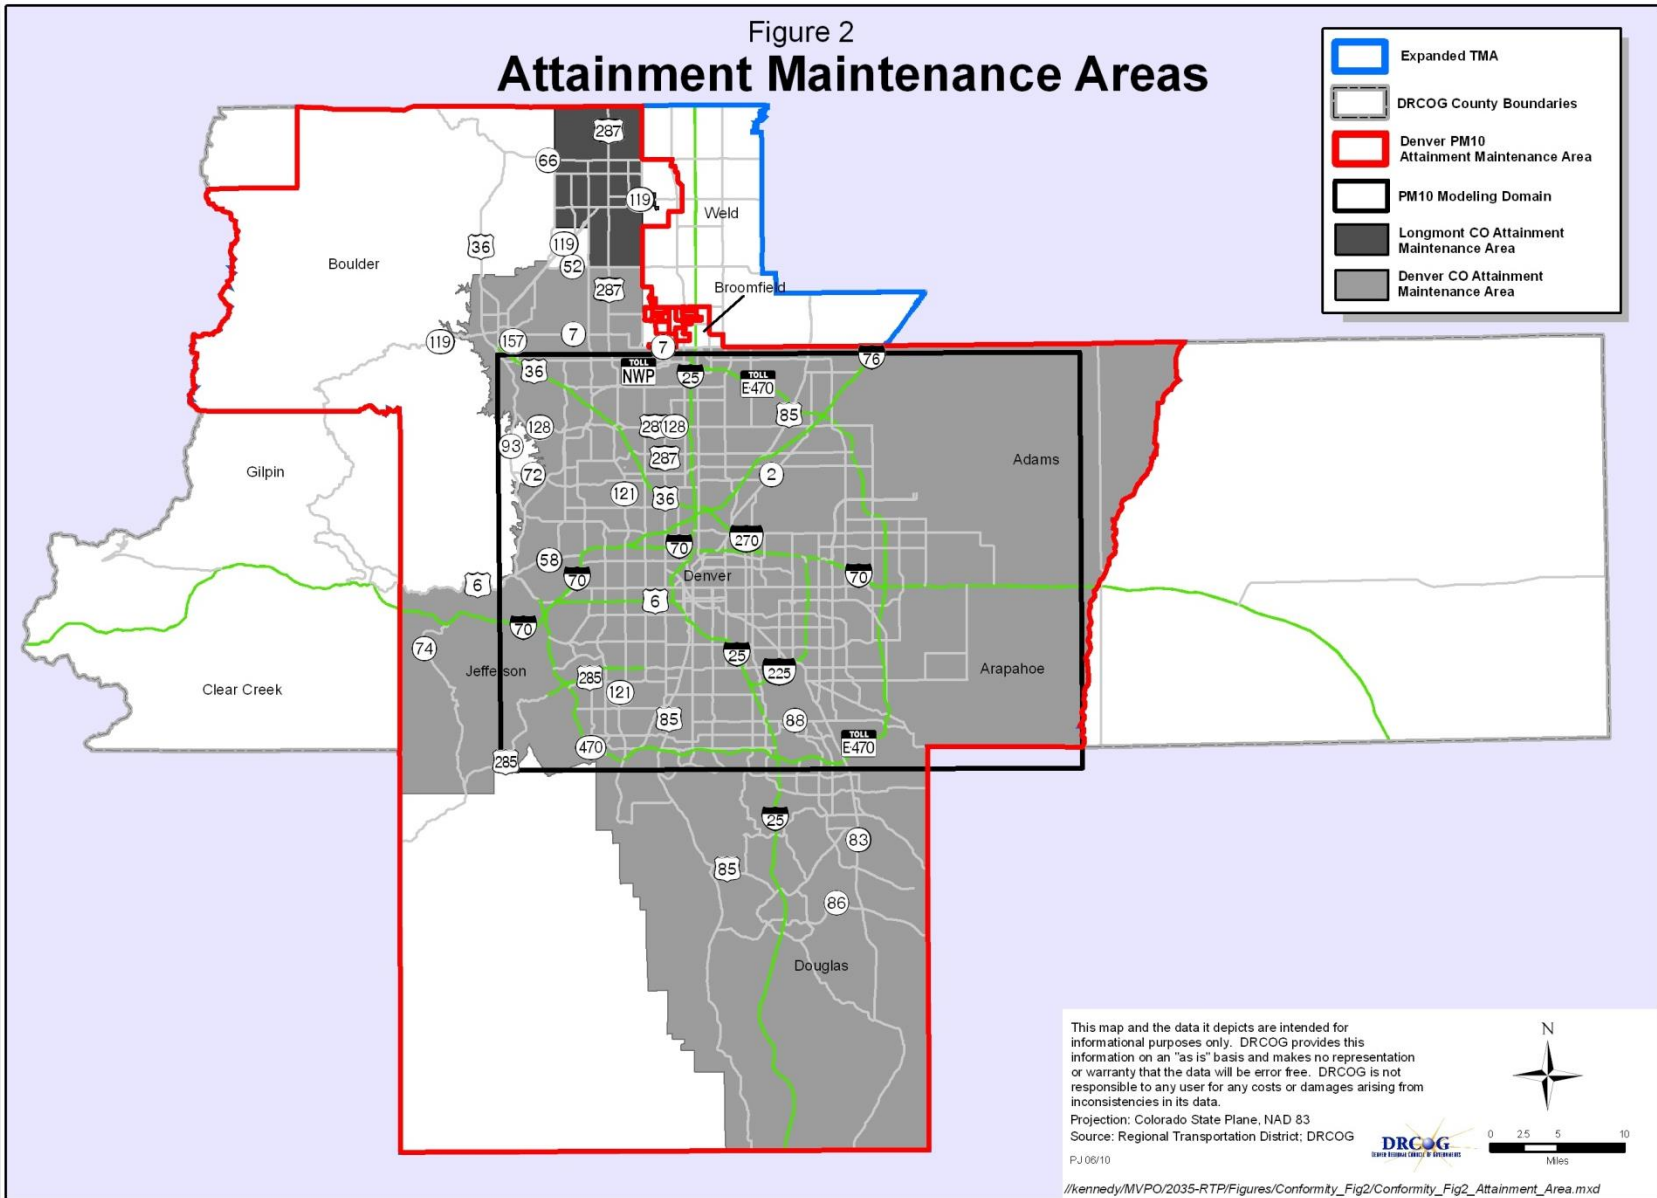 Figure 2
Attainment Maintenance Areas
Expanded TMA
DRCOG County Boundaries
Denver PM10
Attainment Maintenance Area
PM10 Modeling Domain
Longmont CO Attainment
Maintenance Area
Denver CO Attainment
Maintenance Area
287
66
119
Weld
36
119
Boulder
52
287
Broomfield
7
119
157
7
76
36
TOLL
NWP
25
TOLL
E-470
85
128
287
128
93
287
Adams
Gilpin
72
2
121
36
270
70
58
70
Denver
70
6
6
70
74
25
Jefferson
285
225
Arapahoe
Clear Creek
121
85
88
470
TOLL
E-470
285
25
83
85
86
Douglas
This map and the data it depicts are intended for
informational purposes only. DRCOG provides this
information on an "as is" basis and makes no representation
or warranty that the data will be error free. DRCOG is not
responsible to any user for any costs or damages arising from
inconsistencies in its data.
Projection: Colorado State Plane, NAD 83
Source: Regional Transportation District; DRCOG
PJ 06/10
N
DRCOG
DENVER REGIONAL COUNCIL OF GOVERNMENTS
0 2.5 5 10
Miles
//kennedy/MVPO/2035-RTP/Figures/Conformity_Fig2/Conformity_Fig2_Attainment_Area.mxd